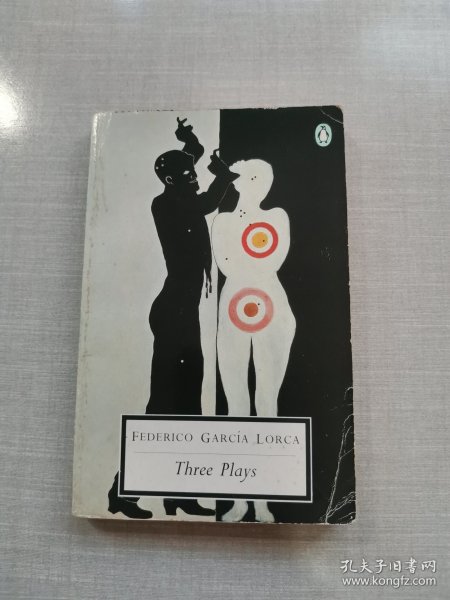 FEDERICO GARCÍA LORCA
Three Plays
孔夫子旧书网
www.kongfz.com